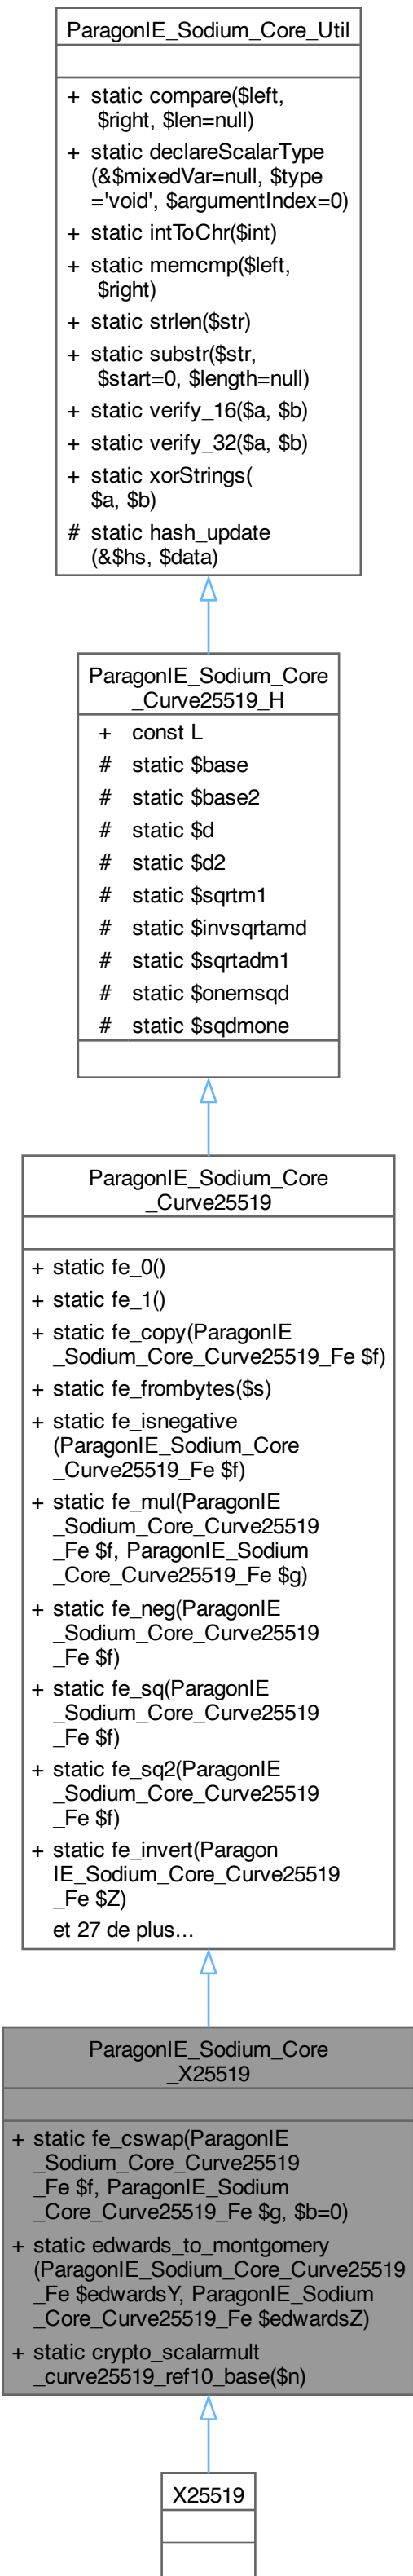 ParagonIE_Sodium_Core_Util
+ static compare($left,
$right, $len=null)
+ static declareScalarType
(&$mixedVar=null, $type
='void', $argumentIndex=0)
+ static intToChr($int)
+ static memcmp($left,
$right)
+ static strlen($str)
+ static substr($str,
$start=0, $length=null)
+ static verify_16($a, $b)
+ static verify_32($a, $b)
+ static xorStrings(
$a, $b)
# static hash_update
(&$hs, $data)
ParagonIE_Sodium_Core
_Curve25519_H
+ const L
# static $base
# static $base2
# static $d
# static $d2
# static $sqrtm1
# static $invsqrtamd
# static $sqrtadm1
# static $onemsqd
# static $sqdmone
ParagonIE_Sodium_Core
_Curve25519
+ static fe_0()
+ static fe_1()
+ static fe_copy(ParagonIE
_Sodium_Core_Curve25519_Fe $f)
+ static fe_frombytes($s)
+ static fe_isnegative
(ParagonIE_Sodium_Core
_Curve25519_Fe $f)
+ static fe_mul(ParagonIE
_Sodium_Core_Curve25519
_Fe $f, ParagonIE_Sodium
_Core_Curve25519_Fe $g)
+ static fe_neg(ParagonIE
_Sodium_Core_Curve25519
_Fe $f)
+ static fe_sq(ParagonIE
_Sodium_Core_Curve25519
_Fe $f)
+ static fe_sq2(ParagonIE
_Sodium_Core_Curve25519
_Fe $f)
+ static fe_invert(Paragon
IE_Sodium_Core_Curve25519
_Fe $Z)
et 27 de plus...
ParagonIE_Sodium_Core
_X25519
+ static fe_cswap(ParagonIE
_Sodium_Core_Curve25519
_Fe $f, ParagonIE_Sodium
_Core_Curve25519_Fe $g, $b=0)
+ static edwards_to_montgomery
(ParagonIE_Sodium_Core_Curve25519
_Fe $edwardsY, ParagonIE_Sodium
_Core_Curve25519_Fe $edwardsZ)
+ static crypto_scalarmult
_curve25519_ref10_base($n)
X25519